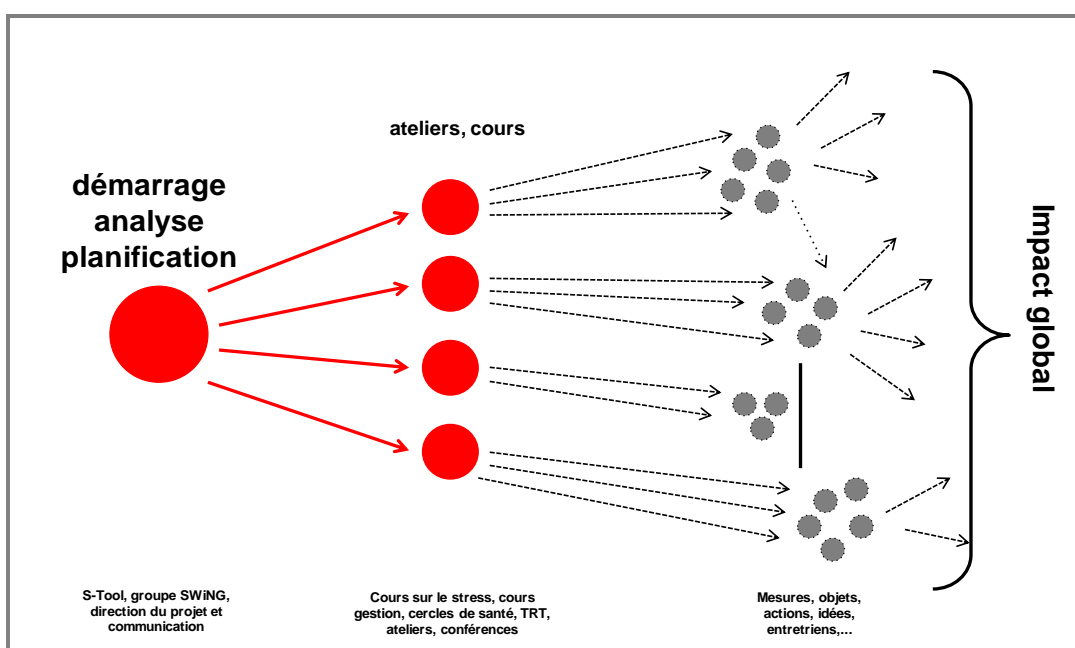 ateliers, cours
démarrage
analyse
planification
Impact global
S-Tool, groupe SWiNG,
direction du projet et
communication
Cours sur le stress, cours
gestion, cercles de santé, TRT,
ateliers, conférences
Mesures, objets,
actions, idées,
entretriens,...